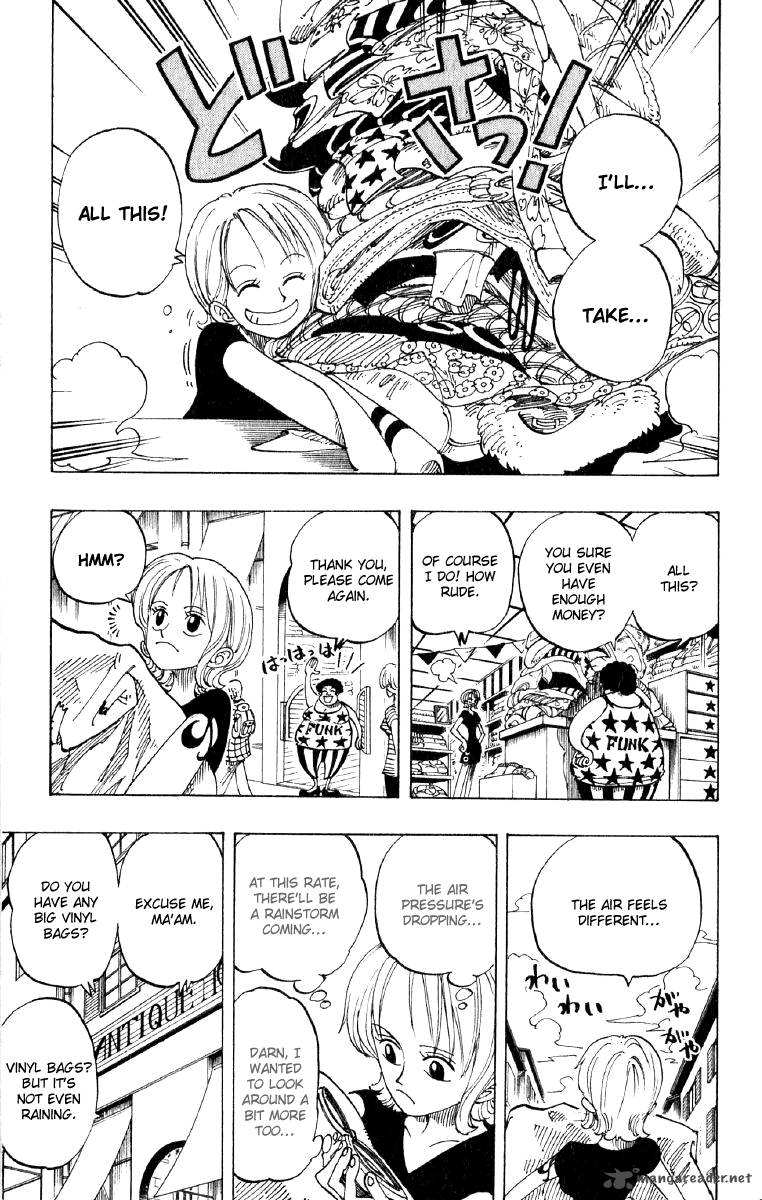 I'LL...
TAKE...
ドサっ!
ALL THIS!
ALL
THIS?
YOU SURE
YOU EVEN
HAVE
ENOUGH
MONEY?
OF COURSE
I DO! HOW
RUDE.
FUNK
THANK YOU,
PLEASE COME
AGAIN.
はっはっは!!
FUNK
HMM?
THE AIR FEELS
DIFFERENT...
がや
がや
わい
わい
THE AIR
PRESSURE'S
DROPPING...
AT THIS RATE,
THERE'LL BE
A RAINSTORM
COMING...
DARN, I
WANTED
TO LOOK
AROUND A
BIT MORE
TOO...
EXCUSE ME,
MA'AM.
DO YOU
HAVE ANY
BIG VINYL
BAGS?
ANTIQUE
VINYL BAGS?
BUT IT'S
NOT EVEN
RAINING.
mangareader.net